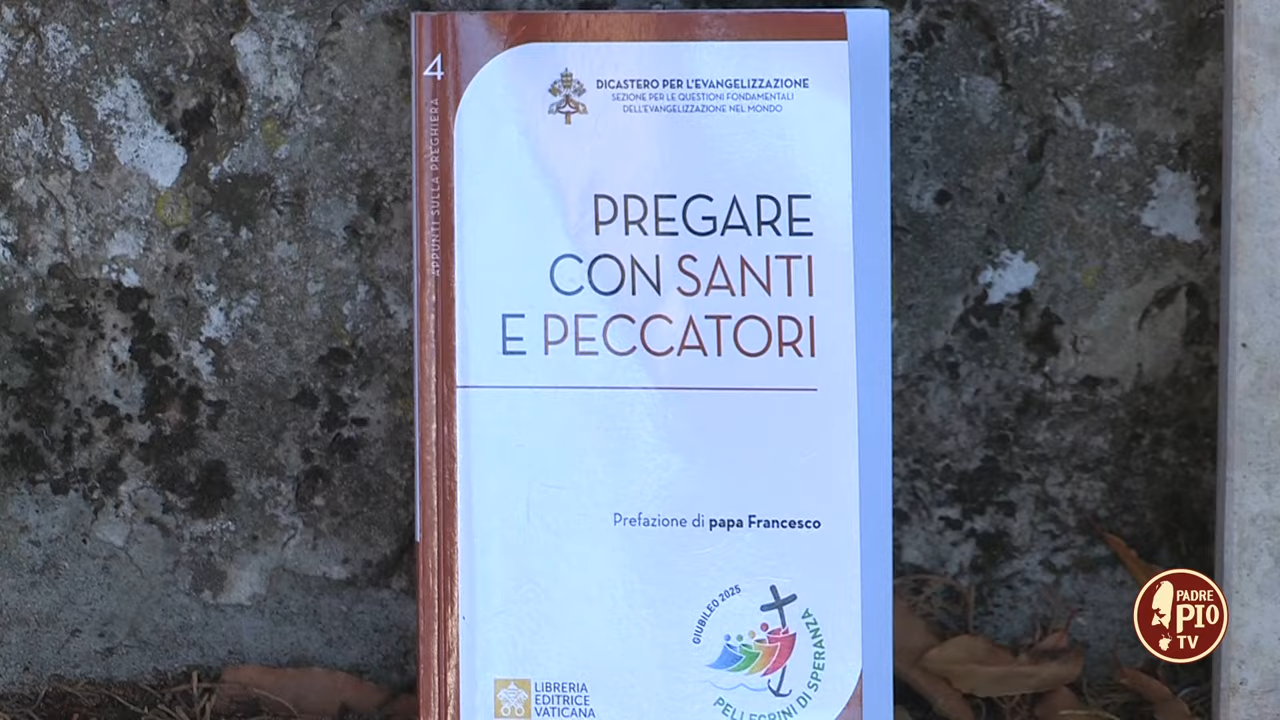 4
APPUNTI SULLA PREGHIERA
DICASTERO PER L'EVANGELIZZAZIONE
SEZIONE PER LE QUESTIONI FONDAMENTALI
DELL'EVANGELIZZAZIONE NEL MONDO
PREGARE
CON SANTI
E PECCATORI
Prefazione di papa Francesco
GIUBILEO 2025
PELLEGRINI DI SPERANZA
LIBRERIA
EDITRICE
VATICANA
PADRE
PIO
TV